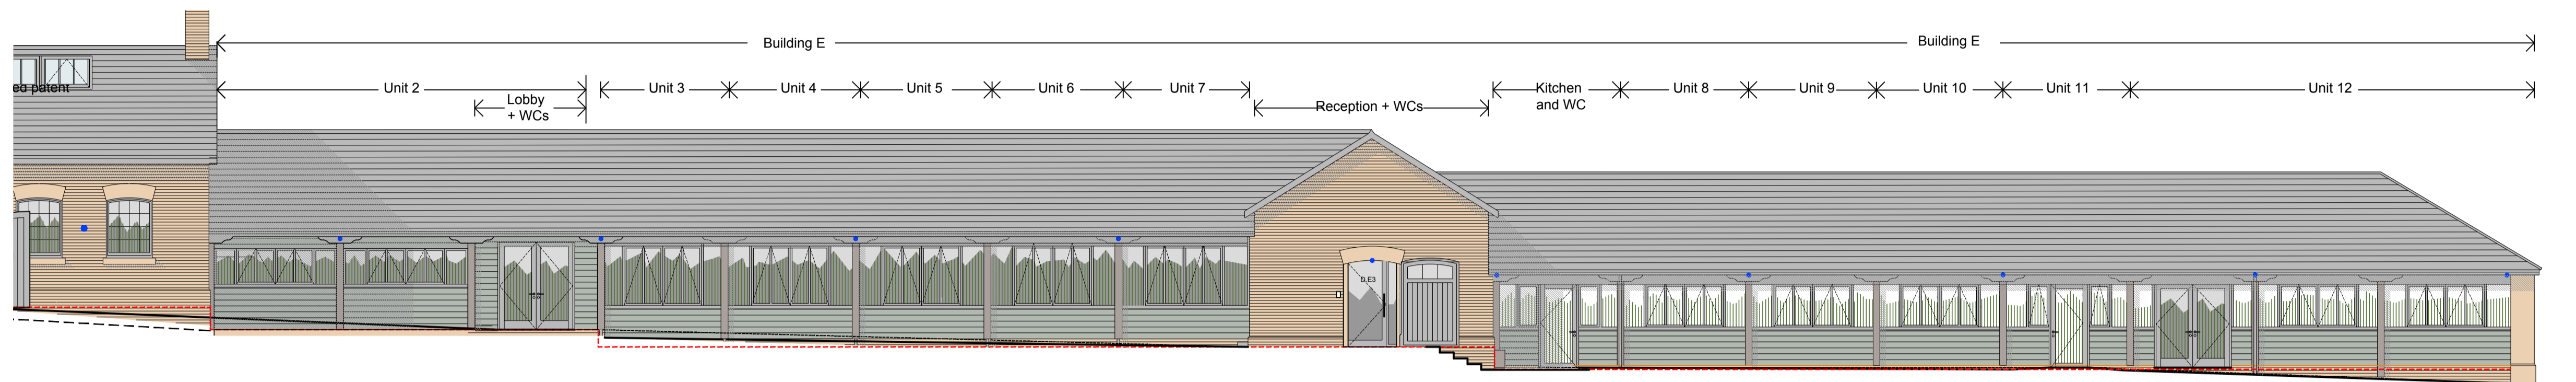 Building E
Building E
ed patent
Unit 2
Unit 3
Unit 4
Unit 5
Unit 6
Unit 7
Kitchen
and WC
Unit 8
Unit 9
Unit 10
Unit 11
Unit 12
Lobby
+ WCs
Reception + WCs
D.E3